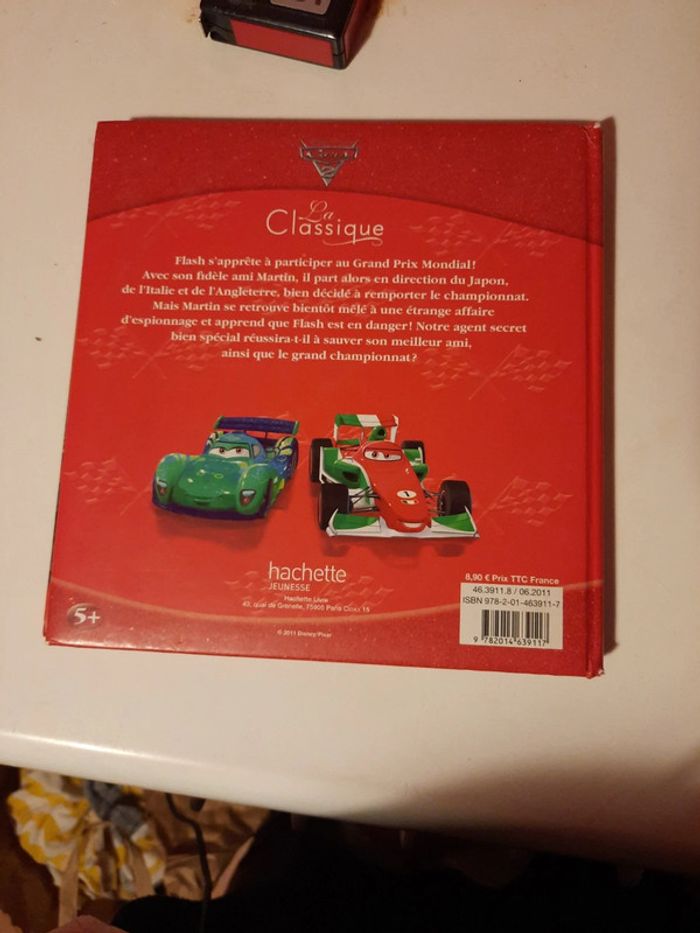 Cars
2
La
Classique
Flash s'apprête à participer au Grand Prix Mondial!
Avec son fidèle ami Martin, il part alors en direction du Japon,
de l'Italie et de l'Angleterre, bien décidé à remporter le championnat.
Mais Martin se retrouve bientôt mêlé à une étrange affaire
d'espionnage et apprend que Flash est en danger! Notre agent secret
bien spécial réussira-t-il à sauver son meilleur ami,
ainsi que le grand championnat?
1
hachette
JEUNESSE
Hachette Livre
43, quai de Grenelle, 75905 Paris Cedex 15
© 2011 Disney/Pixar
5+
8,90 € Prix TTC France
46.3911.8 / 06.2011
ISBN 978-2-01-463911-7
9 782014 639117